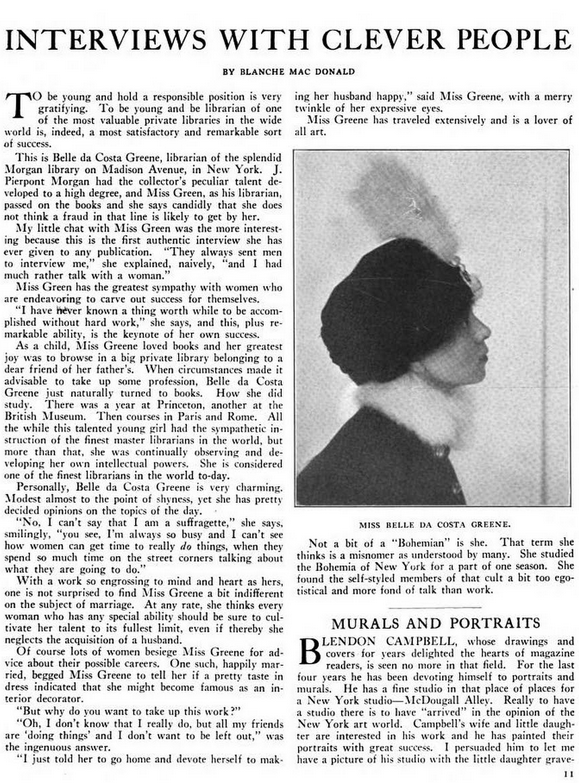 INTERVIEWS WITH CLEVER PEOPLE
BY BLANCHE MAC DONALD
TO be young and hold a responsible position is very
gratifying. To be young and be librarian of one
of the most valuable private libraries in the wide
world is, indeed, a most satisfactory and remarkable sort
of success.
This is Belle da Costa Greene, librarian of the splendid
Morgan library on Madison Avenue, in New York. J.
Pierpont Morgan had the collector's peculiar talent de-
veloped to a high degree, and Miss Green, as his librarian,
passed on the books and she says candidly that she does
not think a fraud in that line is likely to get by her.
My little chat with Miss Green was the more interest-
ing because this is the first authentic interview she has
ever given to any publication. "They always sent men
to interview me," she explained, naively, "and I had
much rather talk with a woman."
Miss Green has the greatest sympathy with women who
are endeavoring to carve out success for themselves.
"I have never known a thing worth while to be accom-
plished without hard work," she says, and this, plus re-
markable ability, is the keynote of her own success.
As a child, Miss Greene loved books and her greatest
joy was to browse in a big private library belonging to a
dear friend of her father's. When circumstances made it
advisable to take up some profession, Belle da Costa
Greene just naturally turned to books. How she did
study. There was a year at Princeton, another at the
British Museum. Then courses in Paris and Rome. All
the while this talented young girl had the sympathetic in-
struction of the finest master librarians in the world, but
more than that, she was continually observing and de-
veloping her own intellectual powers. She is considered
one of the finest librarians in the world to-day.
Personally, Belle da Costa Greene is very charming.
Modest almost to the point of shyness, yet she has pretty
decided opinions on the topics of the day.
"No, I can't say that I am a suffragette," she says,
smilingly, "you see, I'm always so busy and I can't see
how women can get time to really do things, when they
spend so much time on the street corners talking about
what they are going to do."
With a work so engrossing to mind and heart as hers,
one is not surprised to find Miss Greene a bit indifferent
on the subject of marriage. At any rate, she thinks every
woman who has any special ability should be sure to cul-
tivate her talent to its fullest limit, even if thereby she
neglects the acquisition of a husband.
Of course lots of women besiege Miss Greene for ad-
vice about their possible careers. One such, happily mar-
ried, begged Miss Greene to tell her if a pretty taste in
dress indicated that she might become famous as an in-
terior decorator.
"But why do you want to take up this work?"
"Oh, I don't know that I really do, but all my friends
are 'doing things' and I don't want to be left out," was
the ingenuous answer.
"I just told her to go home and devote herself to mak-
ing her husband happy," said Miss Greene, with a merry
twinkle of her expressive eyes.
Miss Greene has traveled extensively and is a lover of
all art.
MISS BELLE DA COSTA GREENE.
Not a bit of a "Bohemian" is she. That term she
thinks is a misnomer as understood by many. She studied
the Bohemia of New York for a part of one season. She
found the self-styled members of that cult a bit too ego-
tistical and more fond of talk than work.
MURALS AND PORTRAITS
BLENDON CAMPBELL, whose drawings and
covers for years delighted the hearts of magazine
readers, is seen no more in that field. For the last
four years he has been devoting himself to portraits and
murals. He has a fine studio in that place of places for
a New York studio—McDougall Alley. Really to have
a studio there is to have "arrived" in the opinion of the
New York art world. Campbell's wife and little daugh-
ter are interested in his work and he has painted their
portraits with great success. I persuaded him to let me
have a picture of his studio with the little daughter grave-
11